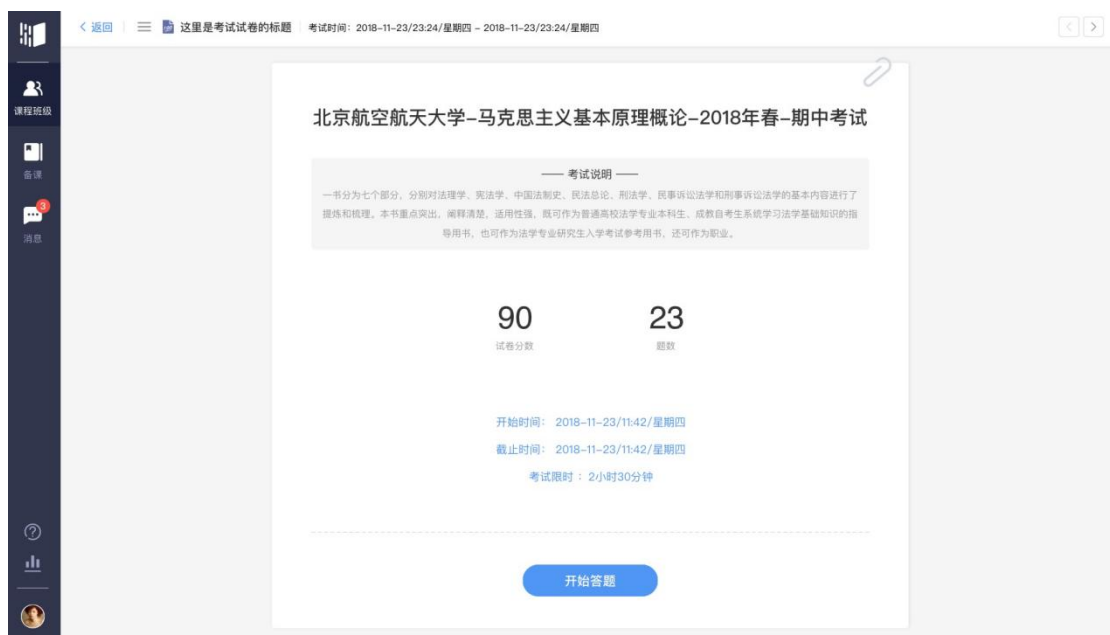 返回
这里是考试试卷的标题
考试时间：2018-11-23/23:24/星期四 - 2018-11-23/23:24/星期四
课程班级
备课
3
消息
北京航空航天大学-马克思主义基本原理概论-2018年春-期中考试
—— 考试说明 ——
一书分为七个部分，分别对法理学、宪法学、中国法制史、民法总论、刑法学、民事诉讼法学和刑事诉讼法学的基本内容进行了
提炼和梳理。本书重点突出，阐释清楚，适用性强，既可作为普通高校法学专业本科生、成教自考生系统学习法学基础知识的指
导用书，也可作为法学专业研究生入学考试参考用书，还可作为职业。
90 23
试卷分数 题数
开始时间： 2018-11-23/11:42/星期四
截止时间： 2018-11-23/11:42/星期四
考试限时 ：2小时30分钟
开始答题